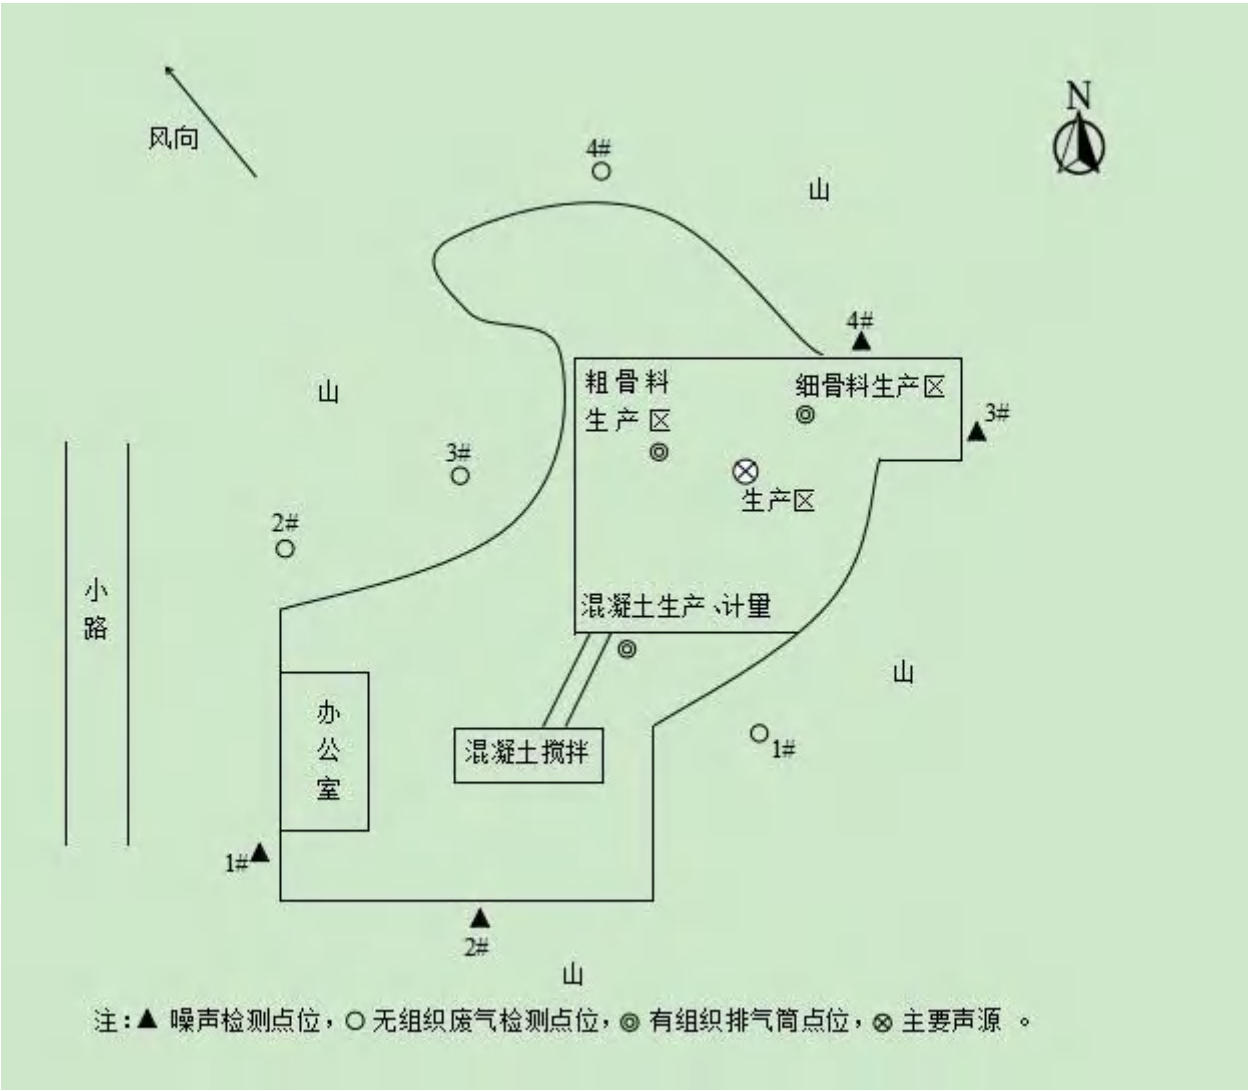 N
风向
4#
山
4#
粗骨料
生产区
细骨料生产区
3#
山
3#
生产区
2#
小路
混凝土生产、计量
山
办公室
混凝土搅拌
1#
1#
2#
山
注：▲ 噪声检测点位，○ 无组织废气检测点位，◎ 有组织排气筒点位，⊗ 主要声源 。